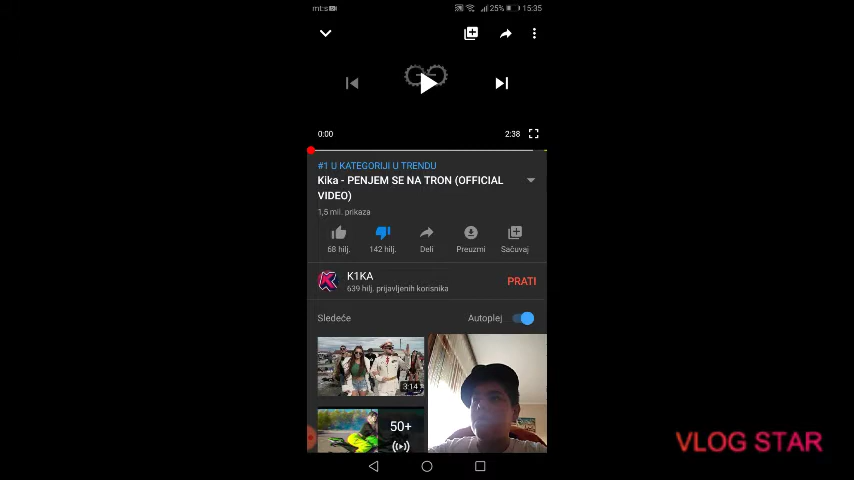 mt:s
25% 15:35
0:00 2:38
#1 U KATEGORIJI U TRENDU
Kika - PENJEM SE NA TRON (OFFICIAL
VIDEO)
1,5 mil. prikaza
68 hilj. 142 hilj. Deli Preuzmi Sačuvaj
K1KA
639 hilj. prijavljenih korisnika
PRATI
Sledeće Autoplej
3:14
50+
VLOG STAR